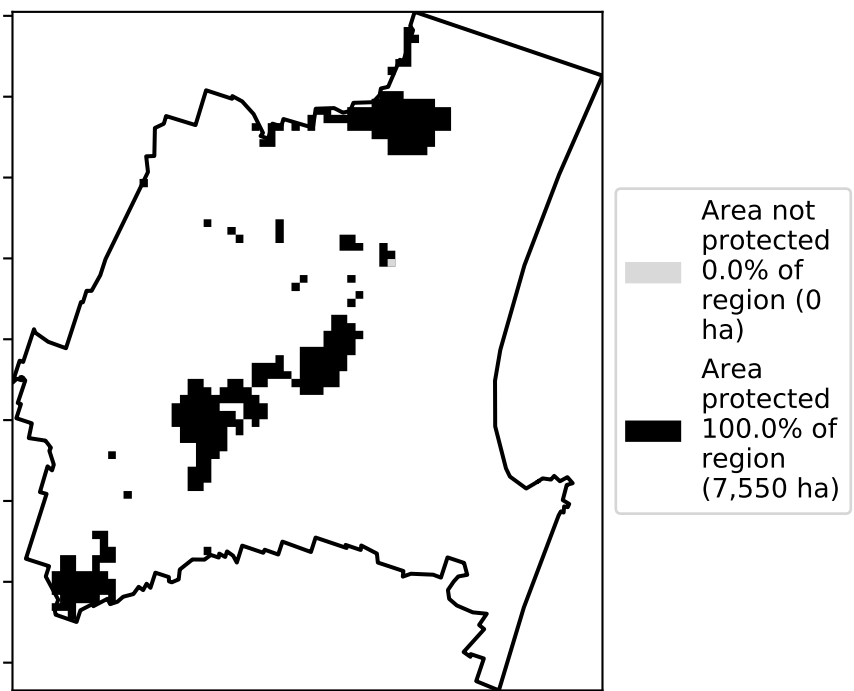 Area not
protected
0.0% of
region (0
ha)
Area
protected
100.0% of
region
(7,550 ha)